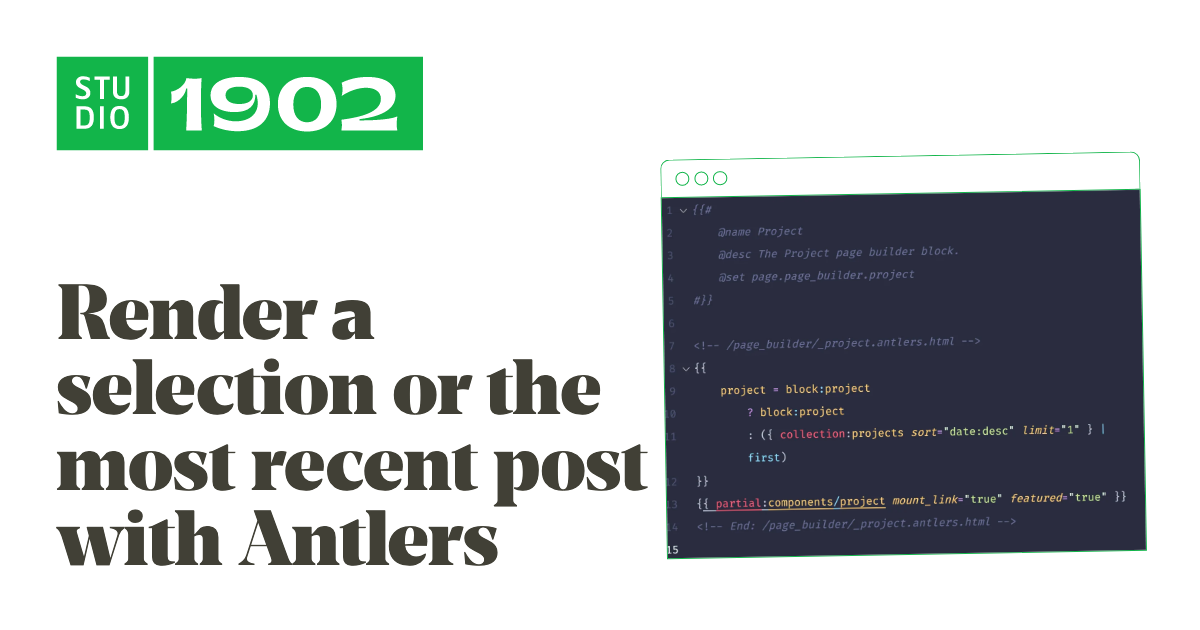 STU
DIO
1902
Render a
selection or the
most recent post
with Antlers
1 {{#
2 @name Project
3 @desc The Project page builder block.
4 @set page.page_builder.project
5 #}}
6
7 <!-- /page_builder/_project.antlers.html -->
8 {{
9 project = block:project
10 ? block:project
11 : ({ collection:projects sort="date:desc" limit="1" } |
first)
12 }}
13 {{ partial:components/project mount_link="true" featured="true" }}
14 <!-- End: /page_builder/_project.antlers.html -->
15